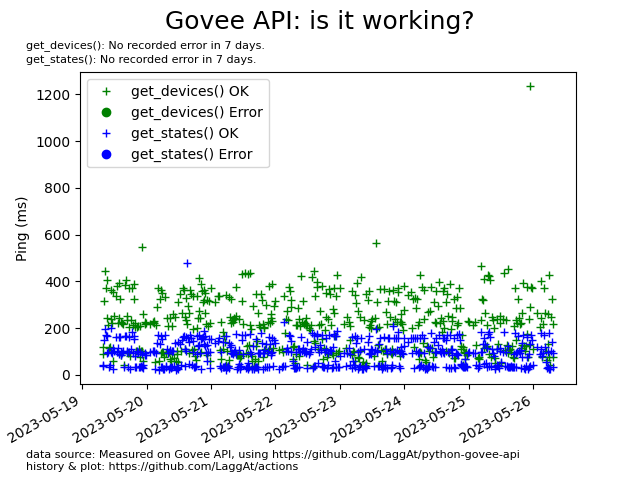 Govee API: is it working?
get_devices(): No recorded error in 7 days.
get_states(): No recorded error in 7 days.
get_devices() OK
get_devices() Error
get_states() OK
get_states() Error
Ping (ms)
1200
1000
800
600
400
200
0
2023-05-19
2023-05-20
2023-05-21
2023-05-22
2023-05-23
2023-05-24
2023-05-25
2023-05-26
data source: Measured on Govee API, using https://github.com/LaggAt/python-govee-api
history & plot: https://github.com/LaggAt/actions